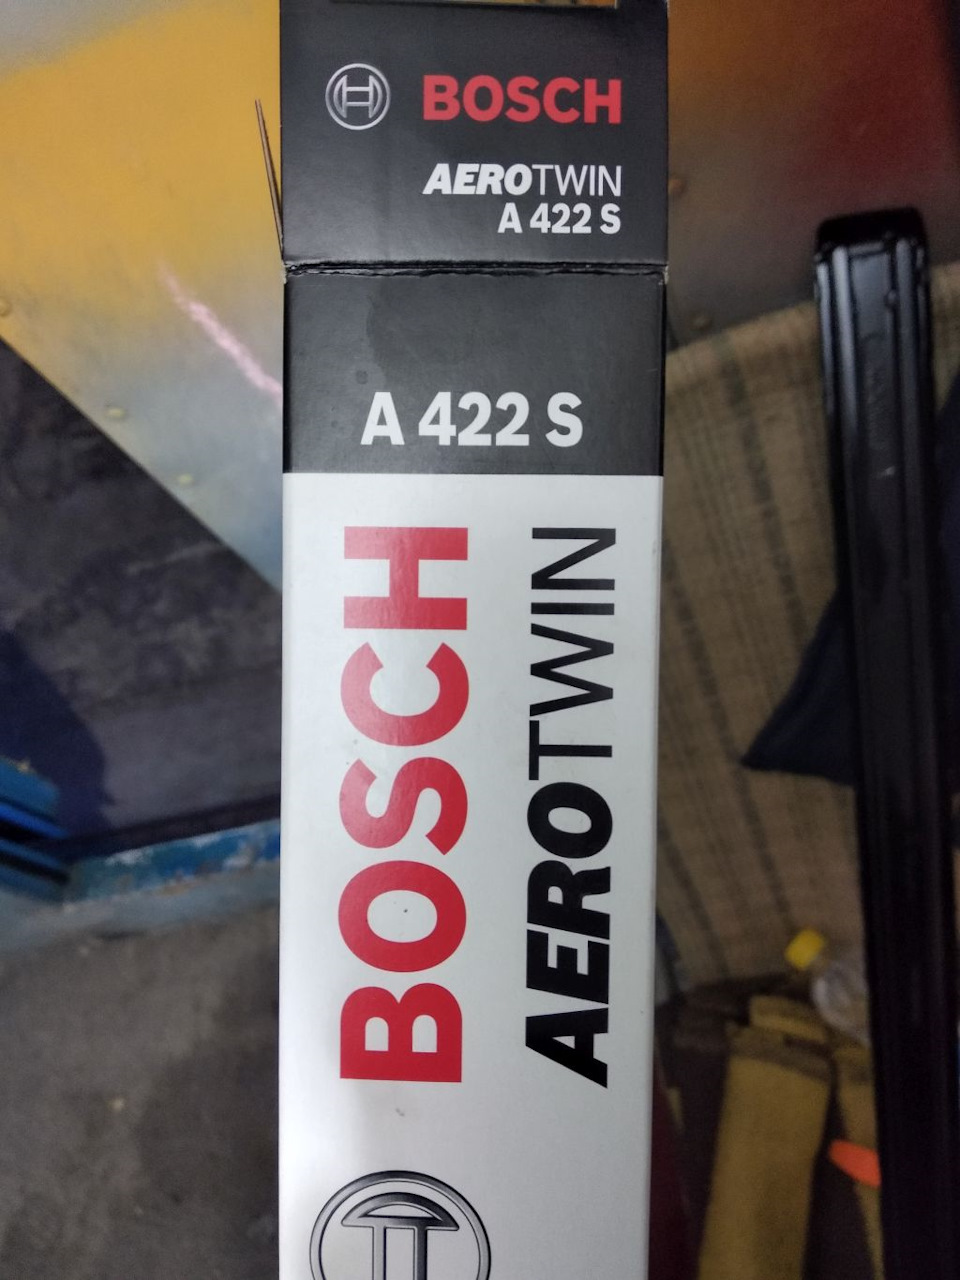 BOSCH
AEROTWIN
A 422 S
A 422 S
BOSCH
AEROTWIN